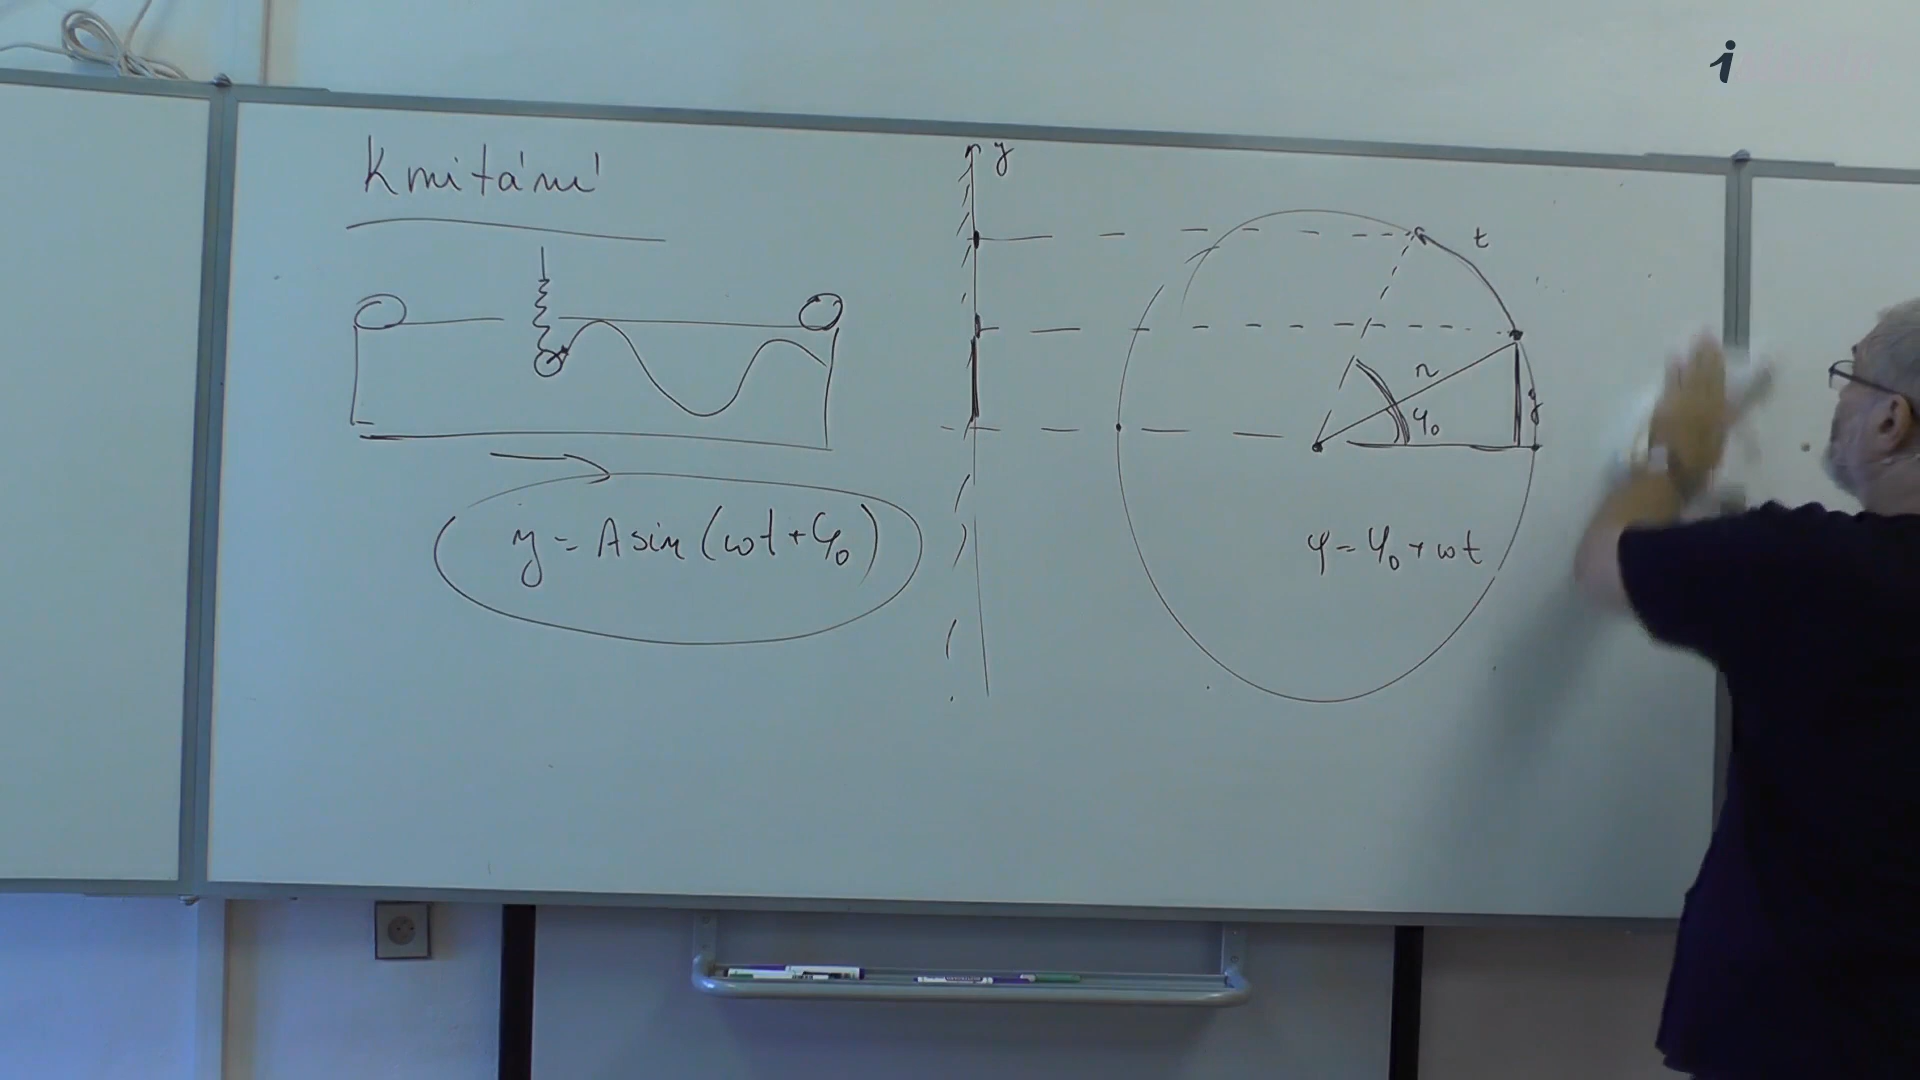 Kmitání
y = A sin (ωt + φ₀)
y
t
r
y
φ₀
φ = φ₀ + ωt